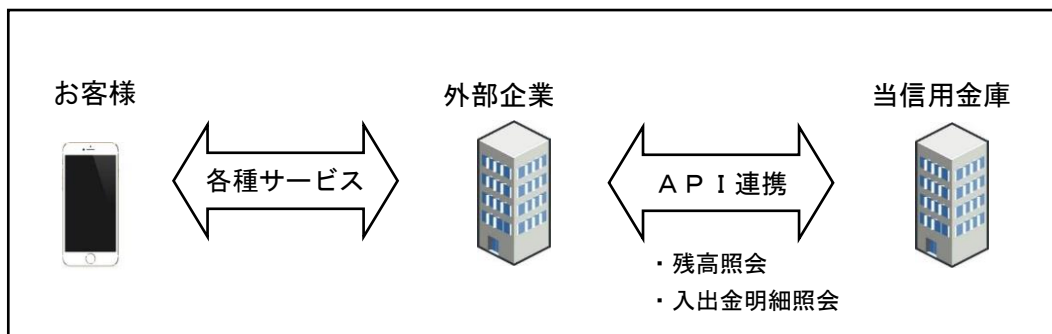 お客様
外部企業
当信用金庫
各種サービス
ＡＰＩ連携
・残高照会
・入出金明細照会